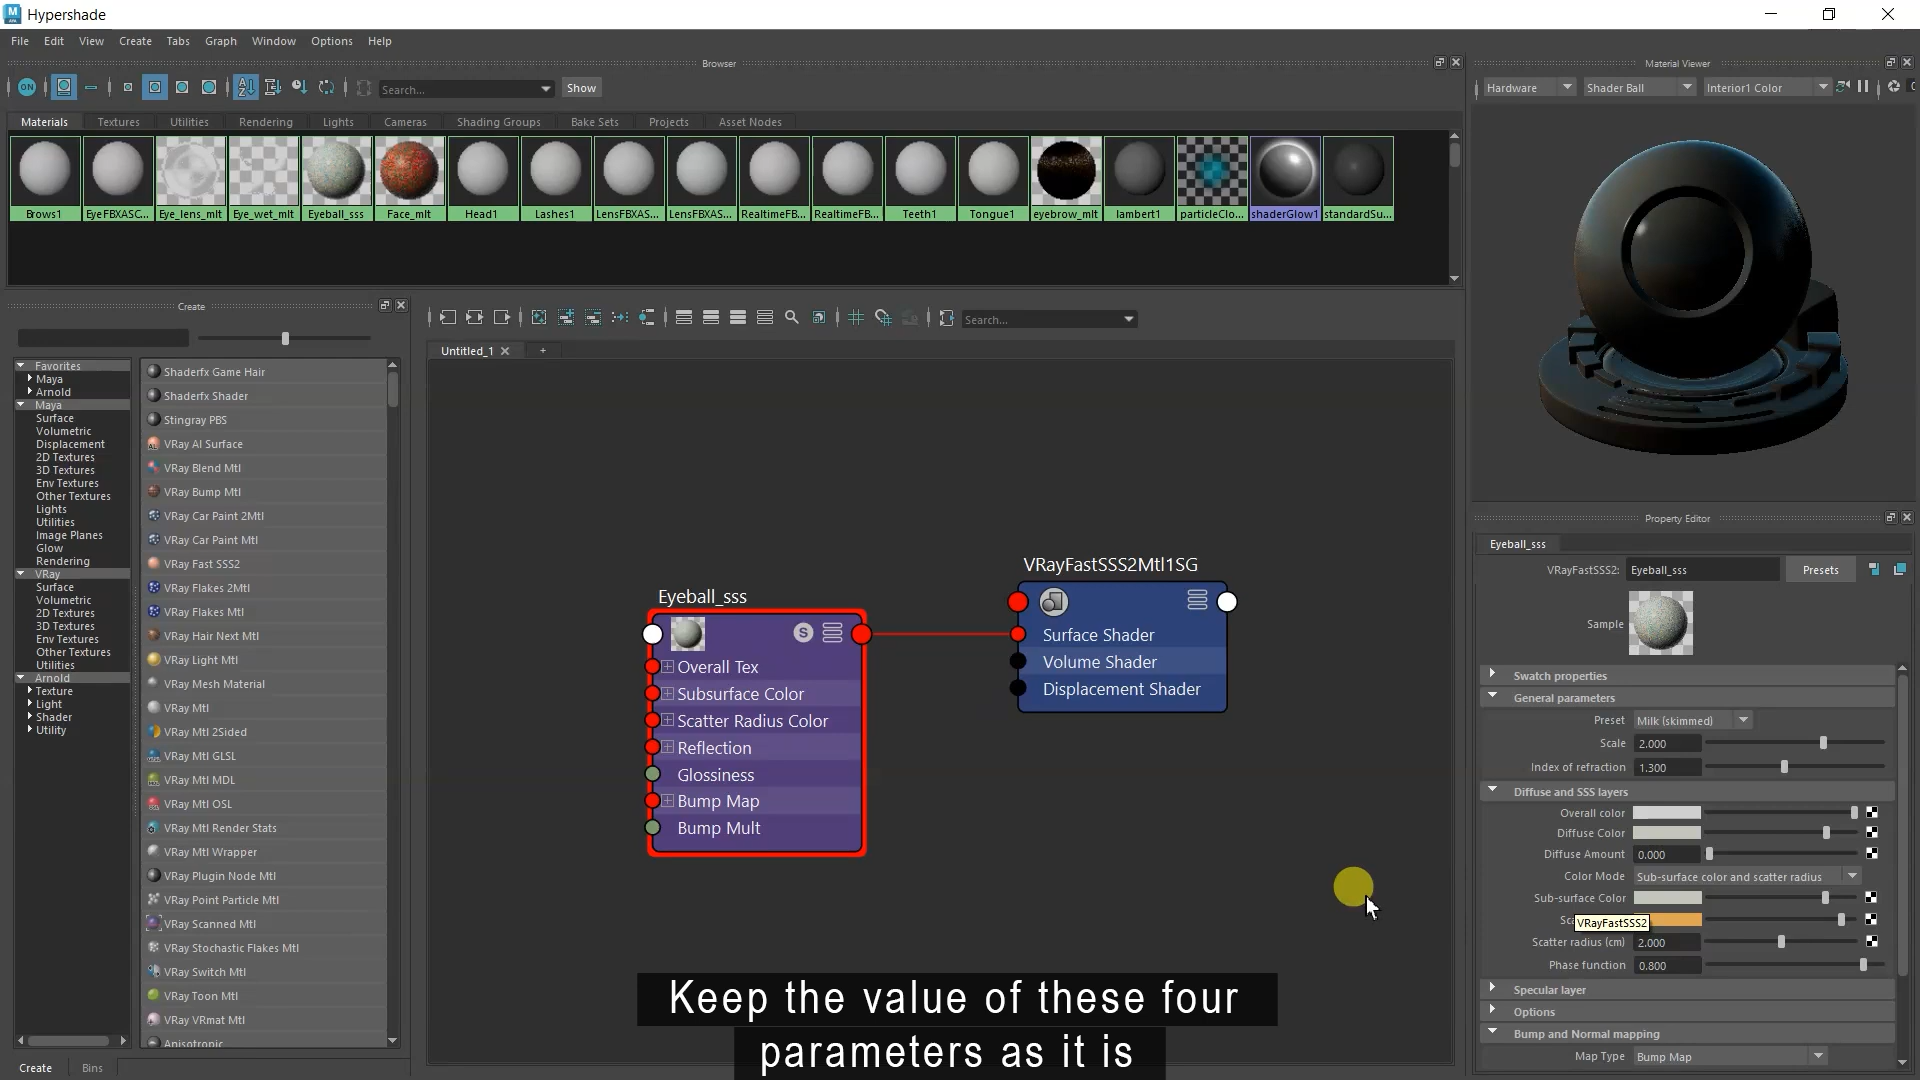 Hypershade
File Edit View Create Tabs Graph Window Options Help
Browser
ON Search... Show
Materials Textures Utilities Rendering Lights Cameras Shading Groups Bake Sets Projects Asset Nodes
Brows1 EyeFBXASC... Eye_lens_mlt Eye_wet_mlt Eyeball_sss Face_mlt Head1 Lashes1 LensFBXAS... LensFBXAS... RealtimeFB... RealtimeFB... Teeth1 Tongue1 eyebrow_mlt lambert1 particleClo... shaderGlow1 standardSu...
Create
Favorites
Maya
Arnold
Maya
Surface
Volumetric
Displacement
2D Textures
3D Textures
Env Textures
Other Textures
Lights
Utilities
Image Planes
Glow
Rendering
VRay
Surface
Volumetric
2D Textures
3D Textures
Env Textures
Other Textures
Utilities
Arnold
Texture
Light
Shader
Utility
Create Bins
Shaderfx Game Hair
Shaderfx Shader
Stingray PBS
VRay Al Surface
VRay Blend Mtl
VRay Bump Mtl
VRay Car Paint 2Mtl
VRay Car Paint Mtl
VRay Fast SSS2
VRay Flakes 2Mtl
VRay Flakes Mtl
VRay Hair Next Mtl
VRay Light Mtl
VRay Mesh Material
VRay Mtl
VRay Mtl 2Sided
VRay Mtl GLSL
VRay Mtl MDL
VRay Mtl OSL
VRay Mtl Render Stats
VRay Mtl Wrapper
VRay Plugin Node Mtl
VRay Point Particle Mtl
VRay Scanned Mtl
VRay Stochastic Flakes Mtl
VRay Switch Mtl
VRay Toon Mtl
VRay VRmat Mtl
Anisotropic
Search...
Untitled_1 +
Eyeball_sss
S
Overall Tex
Subsurface Color
Scatter Radius Color
Reflection
Glossiness
Bump Map
Bump Mult
VRayFastSSS2Mtl1SG
Surface Shader
Volume Shader
Displacement Shader
Keep the value of these four
parameters as it is
Material Viewer
Hardware Shader Ball Interior1 Color
Property Editor
Eyeball_sss
VRayFastSSS2: Eyeball_sss Presets
Sample
Swatch properties
General parameters
Preset Milk (skimmed)
Scale 2.000
Index of refraction 1.300
Diffuse and SSS layers
Overall color
Diffuse Color
Diffuse Amount 0.000
Color Mode Sub-surface color and scatter radius
Sub-surface Color
VRayFastSSS2
Scatter radius (cm) 2.000
Phase function 0.800
Specular layer
Options
Bump and Normal mapping
Map Type Bump Map